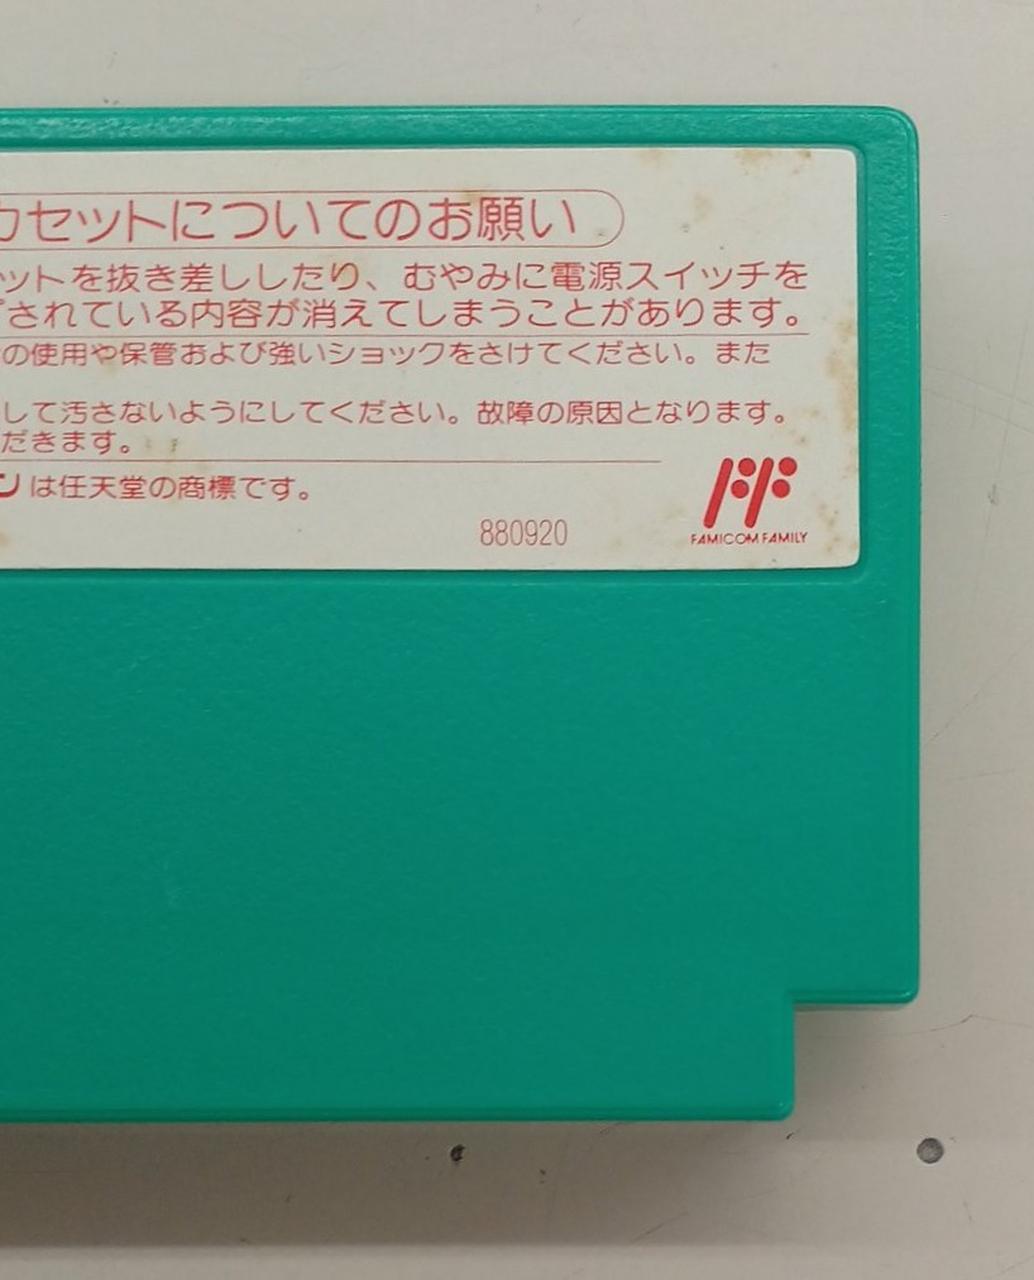 カセットについてのお願い
ットを抜き差ししたり、むやみに電源スイッチを
プされている内容が消えてしまうことがあります。
の使用や保管および強いショックをさけてください。また
して汚さないようにしてください。故障の原因となります。
だきます。
ンは任天堂の商標です。
880920
FAMICOM FAMILY